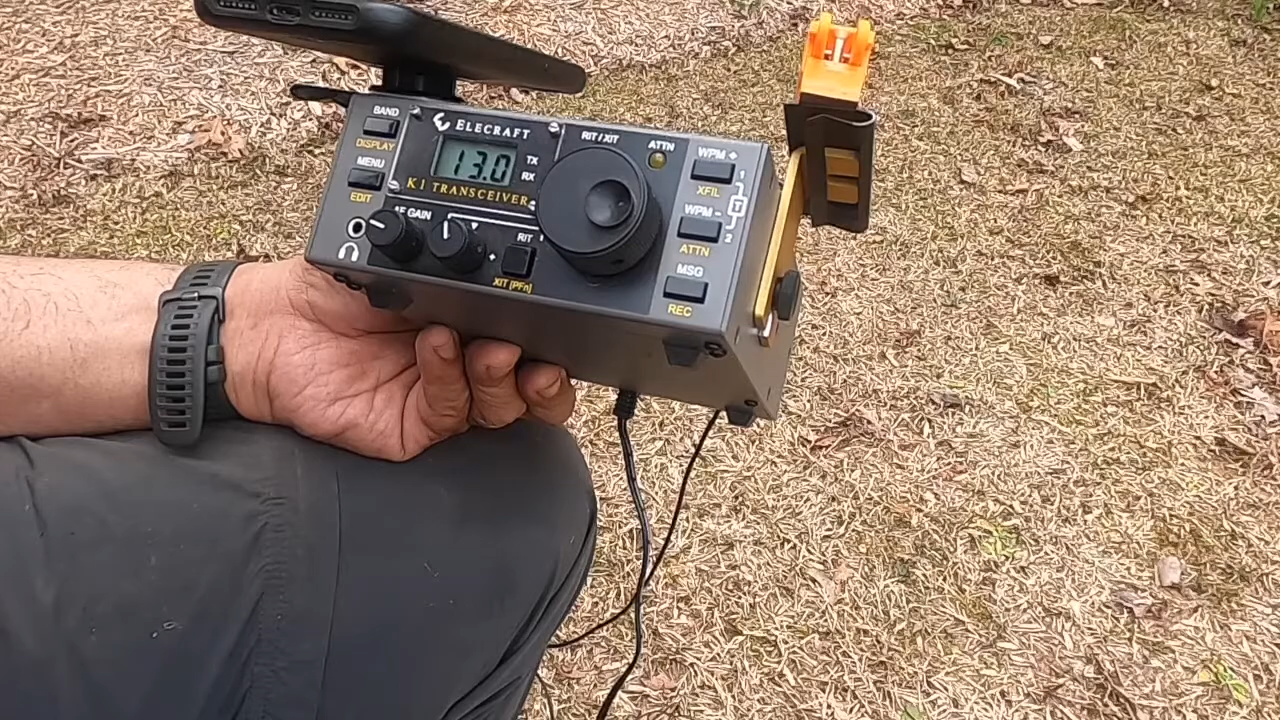 BAND
DISPLAY
MENU
EDIT
ELECRAFT
13.0
TX
RX
K1 TRANSCEIVER
AF GAIN
RIT
XIT [PFn]
RIT / XIT
ATTN
WPM +
XFIL
WPM -
ATTN
MSG
REC
1
T
2